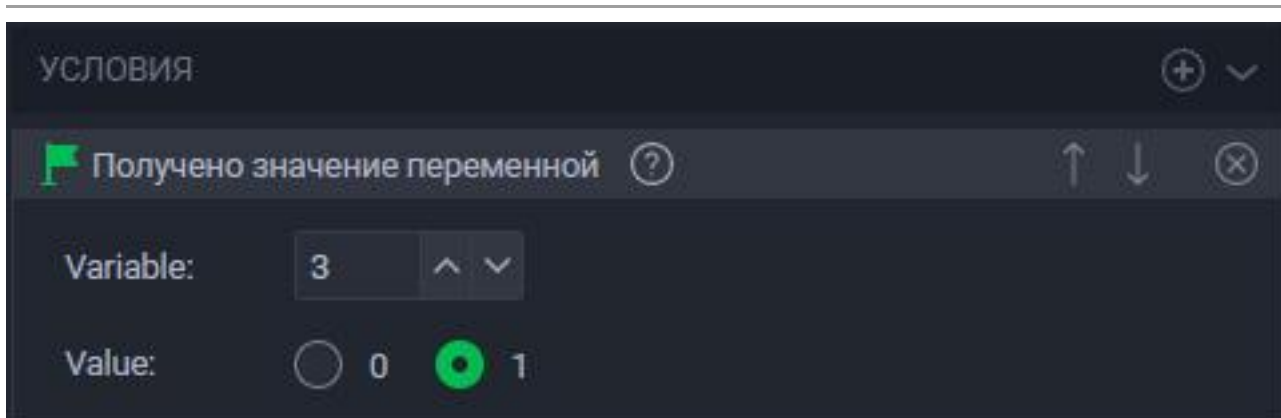 УСЛОВИЯ
Получено значение переменной ?
Variable: 3
Value: 0 1